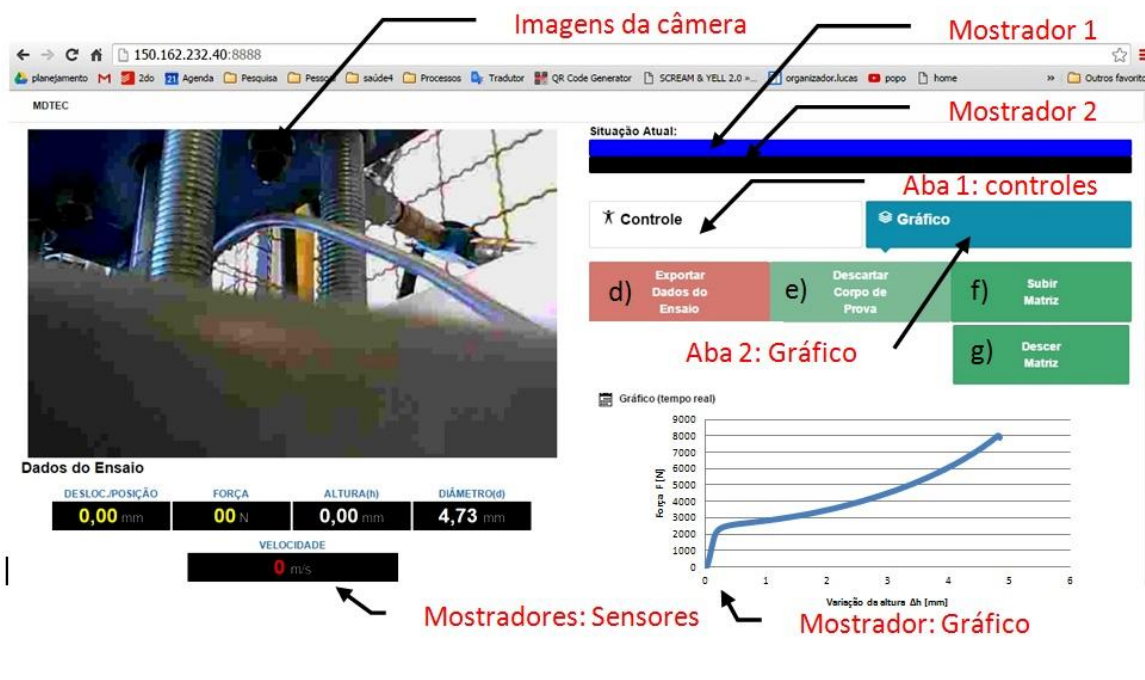 Imagens da câmera
Mostrador 1
150.162.232.40:8888
planejamento 2do Agenda Pesquisa Pessoa saúde4 Processos Tradutor QR Code Generator SCREAM & YELL 2.0 »... organizador.lucas popo home » Outros favorito
MDTEC
Mostrador 2
Situação Atual:
Aba 1: controles
Controle
Gráfico
d) Exportar
Dados do
Ensaio
e) Descartar
Corpo de
Prova
f) Subir
Matriz
Aba 2: Gráfico
g) Descer
Matriz
Gráfico (tempo real)
9000
8000
7000
6000
5000
4000
3000
2000
1000
0
Força F [N]
0 1 2 3 4 5 6
Variação da altura Δh [mm]
Dados do Ensaio
DESLOC./POSIÇÃO FORÇA ALTURA(h) DIÂMETRO(d)
0,00 mm 00 N 0,00 mm 4,73 mm
VELOCIDADE
0 m/s
Mostradores: Sensores
Mostrador: Gráfico